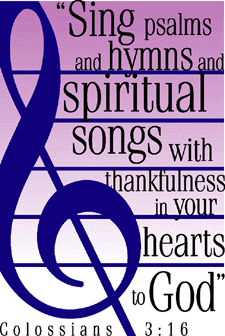 “Sing psalms
and hymns and
spiritual
songs with
thankfulness
in your
hearts
to God”
Colossians 3:16